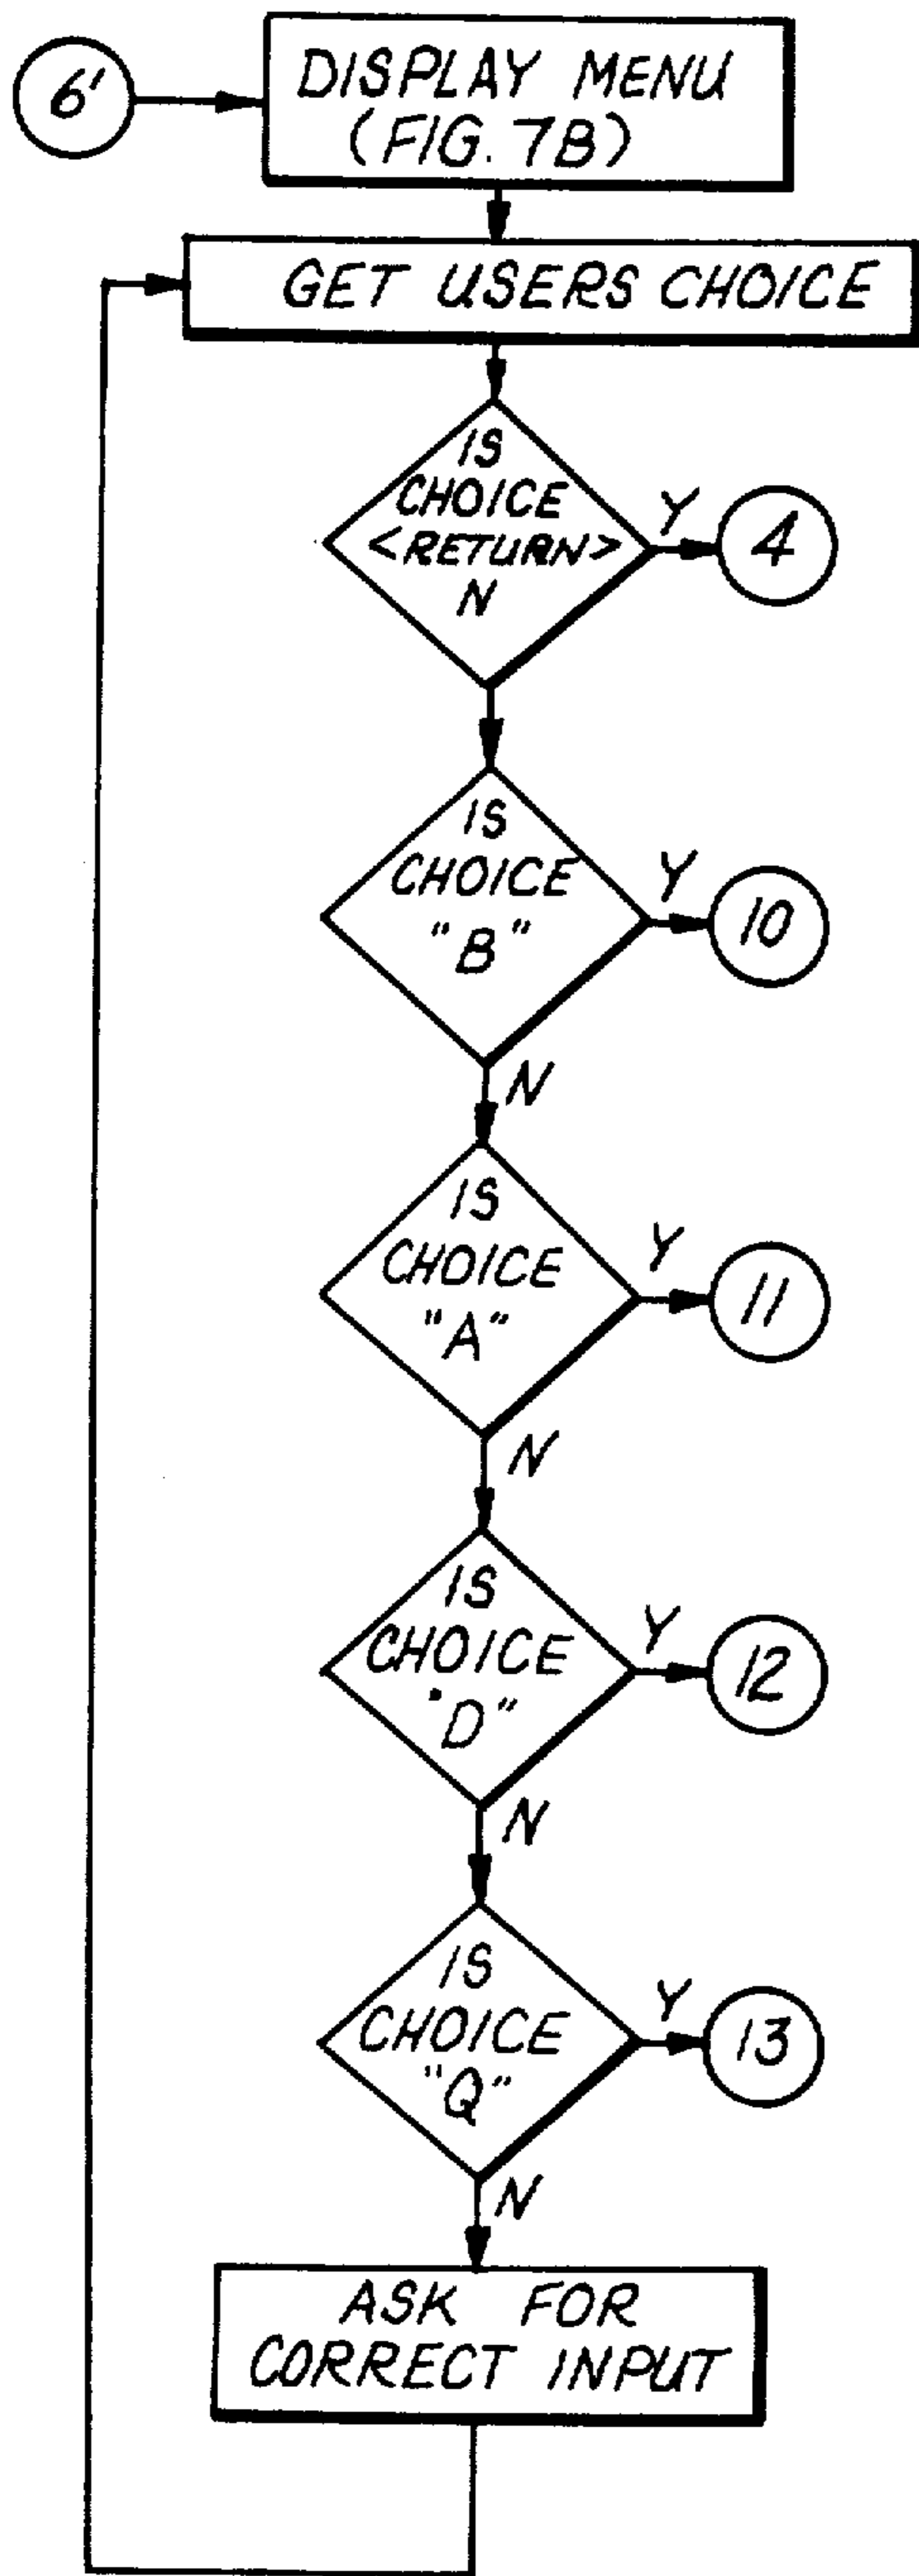 6'
DISPLAY MENU
(FIG. 7B)
GET USERS CHOICE
IS
CHOICE
<RETURN>
N
Y
4
IS
CHOICE
"B"
Y
10
N
IS
CHOICE
"A"
Y
11
N
IS
CHOICE
"D"
Y
12
N
IS
CHOICE
"Q"
Y
13
N
ASK FOR
CORRECT INPUT